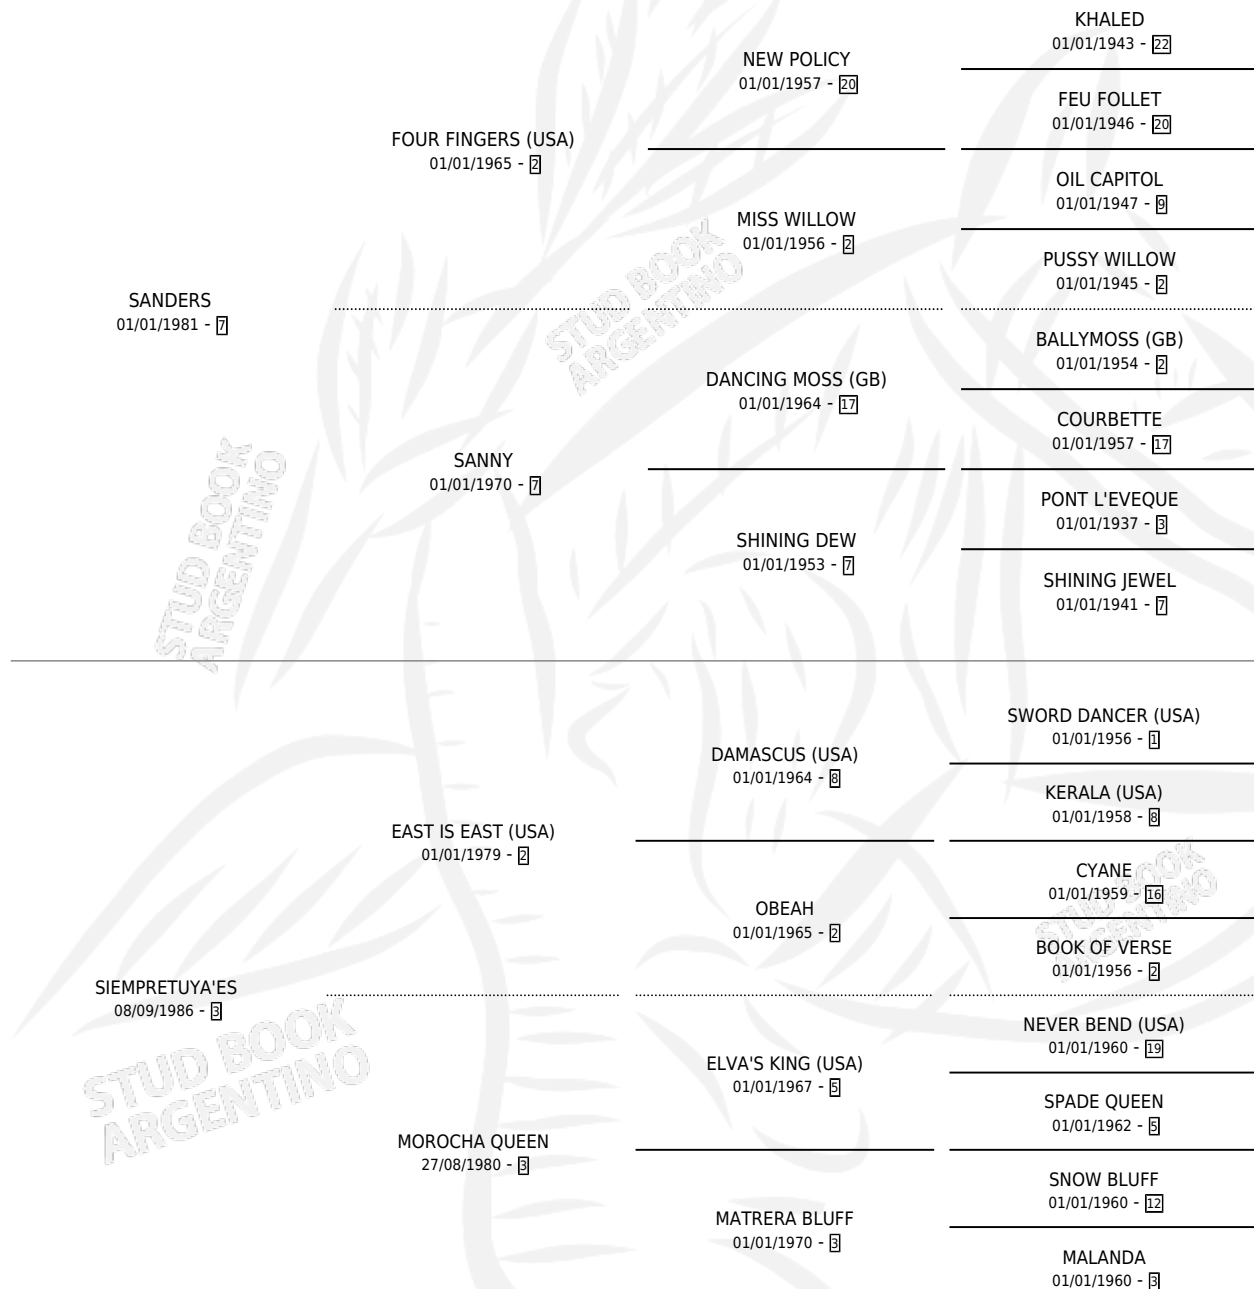 KHALED
01/01/1943 - 22
NEW POLICY
01/01/1957 - 20
FEU FOLLET
01/01/1946 - 20
FOUR FINGERS (USA)
01/01/1965 - 2
OIL CAPITOL
01/01/1947 - 9
MISS WILLOW
01/01/1956 - 2
PUSSY WILLOW
01/01/1945 - 2
SANDERS
01/01/1981 - 7
STUD BOOK
ARGENTINO
BALLYMOSS (GB)
01/01/1954 - 2
DANCING MOSS (GB)
01/01/1964 - 17
COURBETTE
01/01/1957 - 17
SANNY
01/01/1970 - 7
PONT L'EVEQUE
01/01/1937 - 3
SHINING DEW
01/01/1953 - 7
SHINING JEWEL
01/01/1941 - 7
STUD BOOK
ARGENTINO
SWORD DANCER (USA)
01/01/1956 - 1
DAMASCUS (USA)
01/01/1964 - 8
KERALA (USA)
01/01/1958 - 8
EAST IS EAST (USA)
01/01/1979 - 2
CYANE
01/01/1959 - 16
OBEAH
01/01/1965 - 2
STUD BOOK
ARGENTINO
BOOK OF VERSE
01/01/1956 - 2
SIEMPRETUYA'ES
08/09/1986 - 3
NEVER BEND (USA)
01/01/1960 - 19
ELVA'S KING (USA)
01/01/1967 - 5
STUD BOOK
ARGENTINO
SPADE QUEEN
01/01/1962 - 5
MOROCHA QUEEN
27/08/1980 - 3
SNOW BLUFF
01/01/1960 - 12
MATRERA BLUFF
01/01/1970 - 3
MALANDA
01/01/1960 - 3